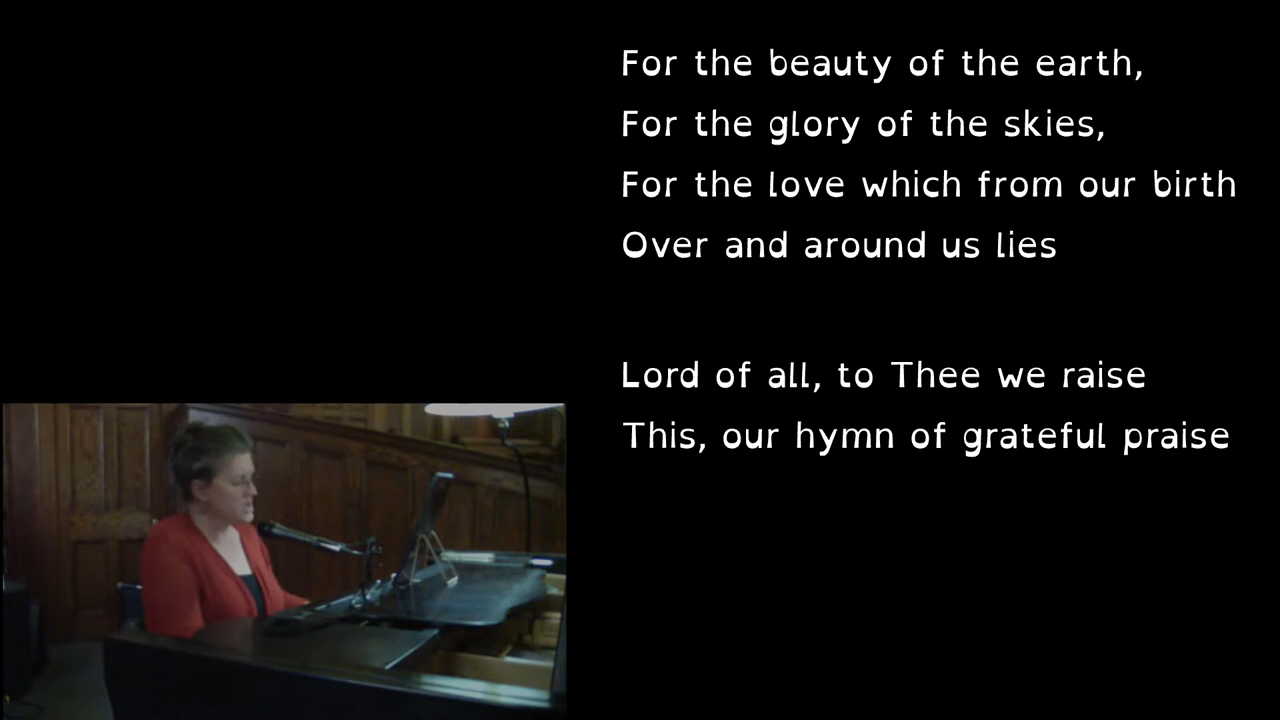 For the beauty of the earth,
For the glory of the skies,
For the love which from our birth
Over and around us lies
Lord of all, to Thee we raise
This, our hymn of grateful praise